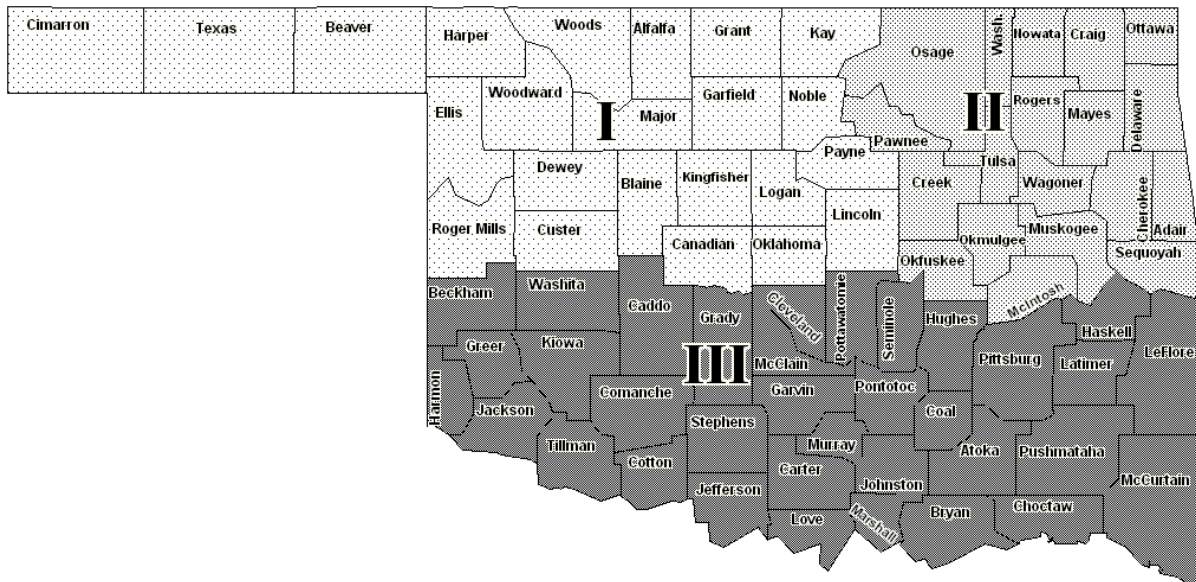 Cimarron
Texas
Beaver
Harper
Woods
Alfalfa
Grant
Kay
Osage
Wash.
Nowata
Craig
Ottawa
Ellis
Woodward
I
Major
Garfield
Noble
Pawnee
II
Rogers
Mayes
Delaware
Dewey
Blaine
Kingfisher
Logan
Payne
Creek
Tulsa
Wagoner
Cherokee
Adair
Roger Mills
Custer
Canadian
Oklahoma
Lincoln
Okfuskee
Okmulgee
Muskogee
Sequoyah
McIntosh
Beckham
Washita
Caddo
Grady
Cleveland
Pottawatomie
Seminole
Hughes
Pittsburg
Haskell
LeFlore
Greer
Kiowa
III
McClain
Latimer
Harmon
Jackson
Comanche
Garvin
Pontotoc
Coal
Tillman
Cotton
Stephens
Murray
Atoka
Pushmataha
Jefferson
Carter
Johnston
McCurtain
Love
Marshall
Bryan
Choctaw